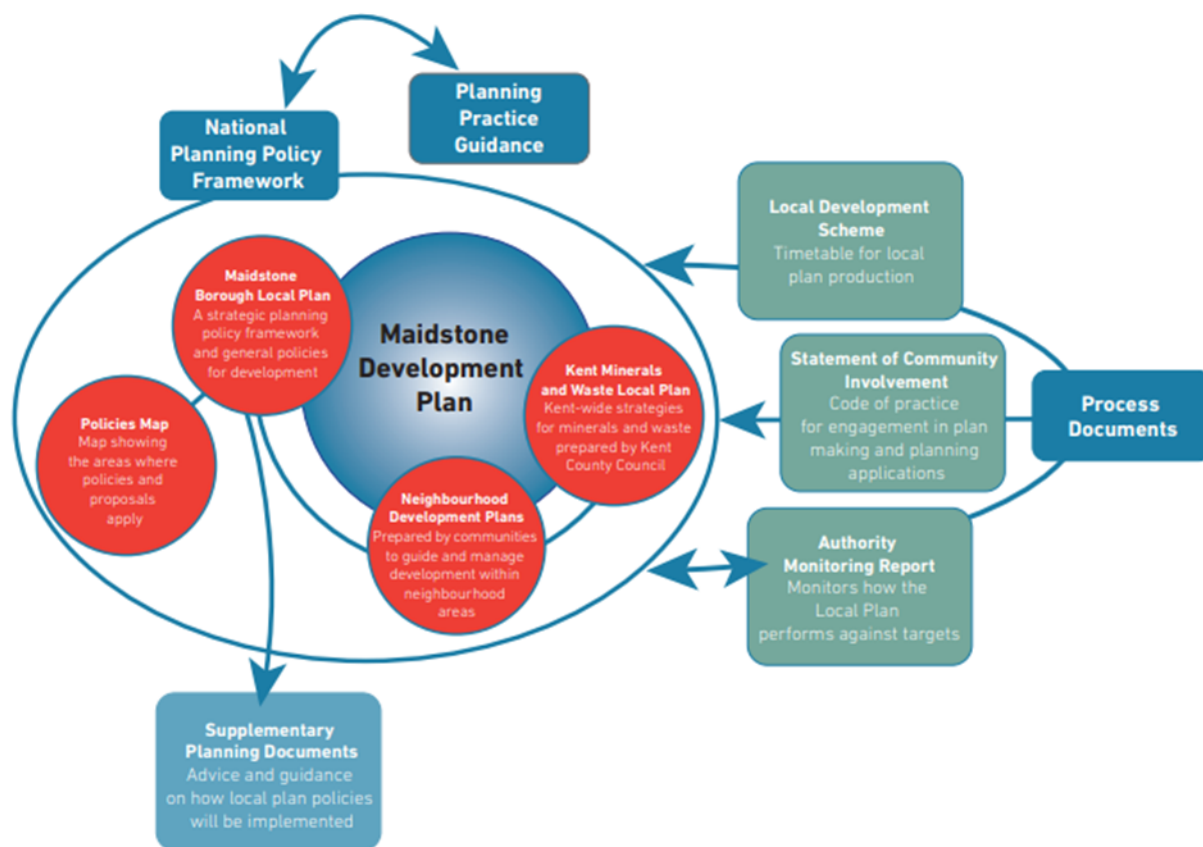 Planning
Practice
Guidance
National
Planning Policy
Framework
Local Development
Scheme
Timetable for local
plan production
Maidstone
Borough Local Plan
A strategic planning
policy framework
and general policies
for development
Maidstone
Development
Plan
Kent Minerals
and Waste Local Plan
Kent-wide strategies
for minerals and waste
prepared by Kent
County Council
Statement of Community
Involvement
Code of practice
for engagement in plan
making and planning
applications
Process
Documents
Policies Map
Map showing
the areas where
policies and
proposals
apply
Neighbourhood
Development Plans
Prepared by communities
to guide and manage
development within
neighbourhood
areas
Authority
Monitoring Report
Monitors how the
Local Plan
performs against targets
Supplementary
Planning Documents
Advice and guidance
on how local plan policies
will be implemented